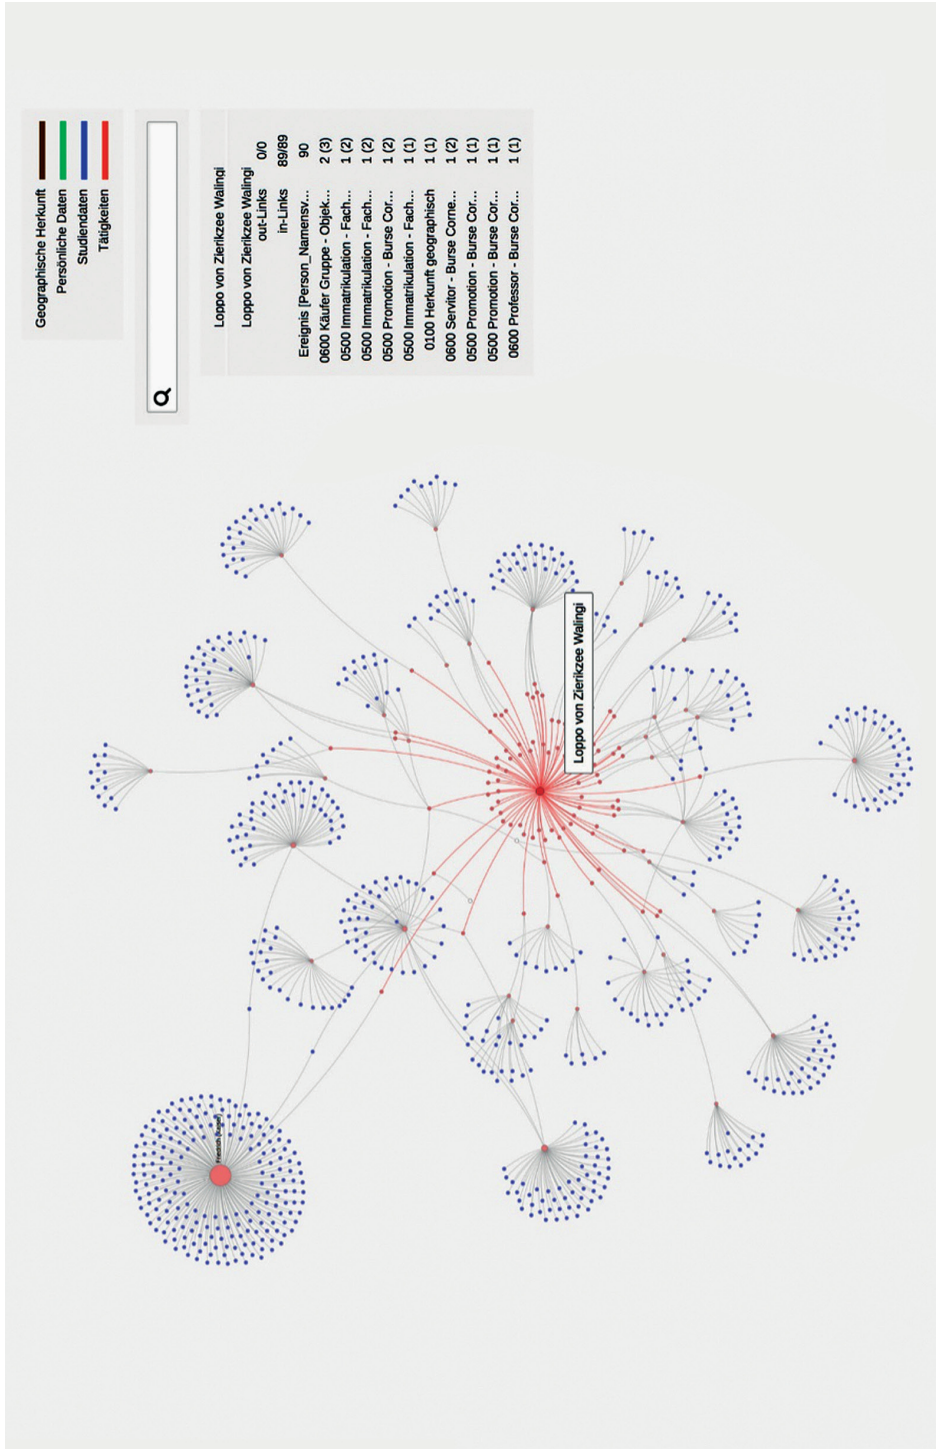 Geographische Herkunft
Persönliche Daten
Studiendaten
Tätigkeiten
Loppo von Zierikzee Walingi
Loppo von Zierikzee Walingi
out-Links 0/0
in-Links 89/89
Ereignis [Person_Namensv... 90
0600 Käufer Gruppe - Objek... 2 (3)
0500 Immatrikulation - Fach... 1 (2)
0500 Immatrikulation - Fach... 1 (2)
0500 Promotion - Burse Cor... 1 (2)
0500 Immatrikulation - Fach... 1 (1)
0100 Herkunft geographisch 1 (1)
0600 Servitor - Burse Corne... 1 (2)
0500 Promotion - Burse Cor... 1 (1)
0500 Promotion - Burse Cor... 1 (1)
0600 Professor - Burse Cor... 1 (1)
Loppo von Zierikzee Walingi
Friedrich